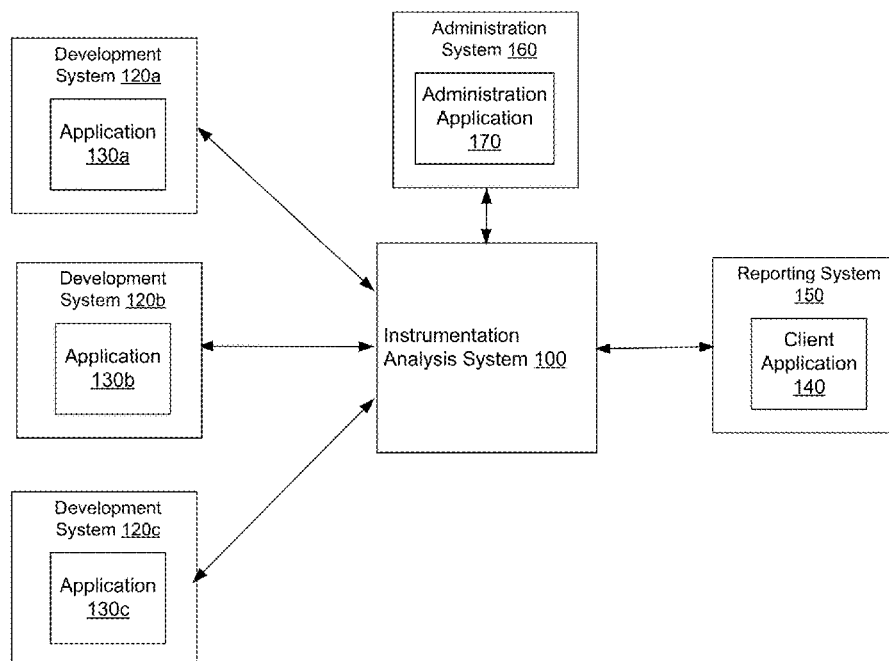 Development
System 120a
Application
130a
Administration
System 160
Administration
Application
170
Development
System 120b
Application
130b
Instrumentation
Analysis System 100
Reporting System
150
Client
Application
140
Development
System 120c
Application
130c